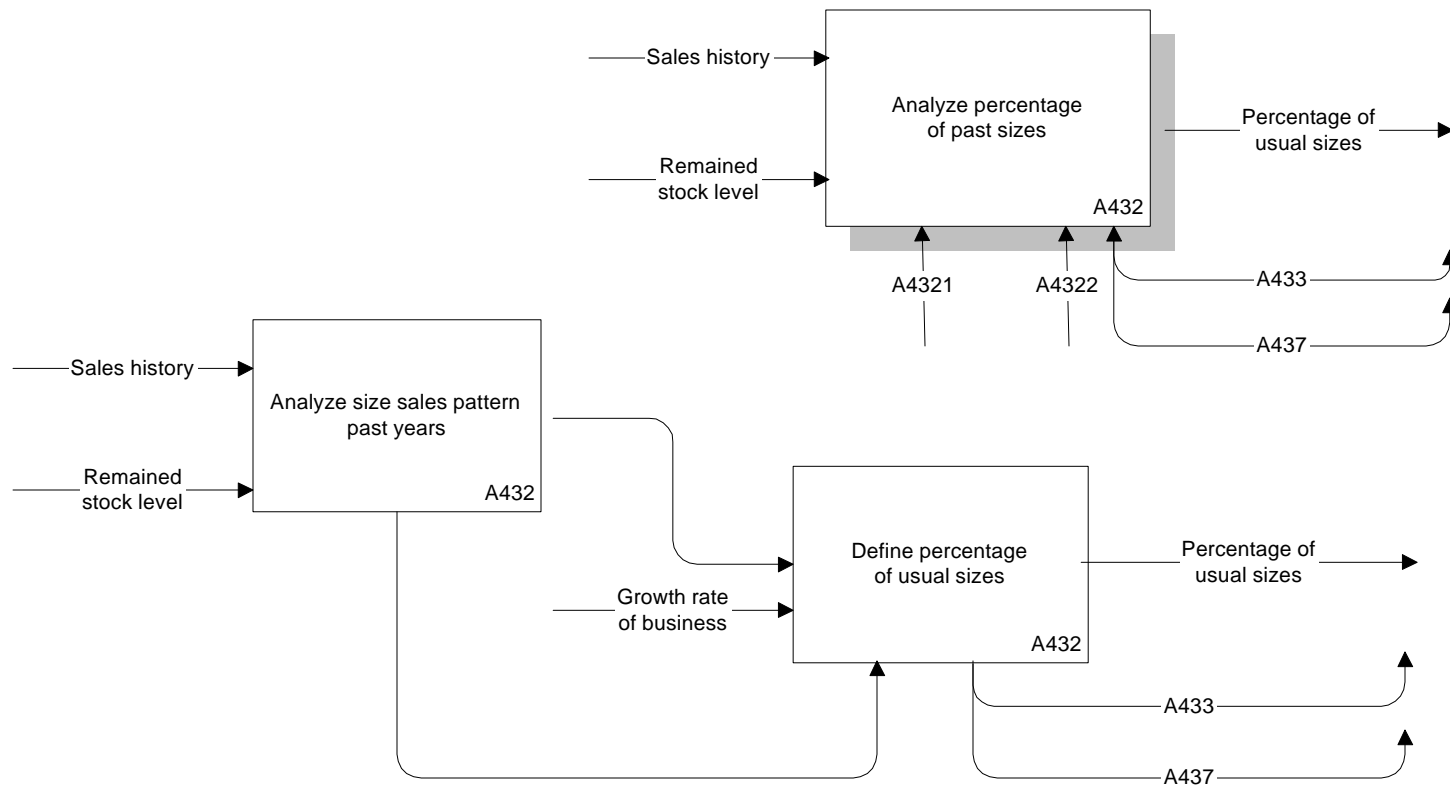 Sales history
Analyze percentage
of past sizes
Percentage of
usual sizes
Remained
stock level
A432
A4321
A4322
A433
A437
Sales history
Analyze size sales pattern
past years
Remained
stock level
A432
Define percentage
of usual sizes
Percentage of
usual sizes
Growth rate
of business
A432
A433
A437